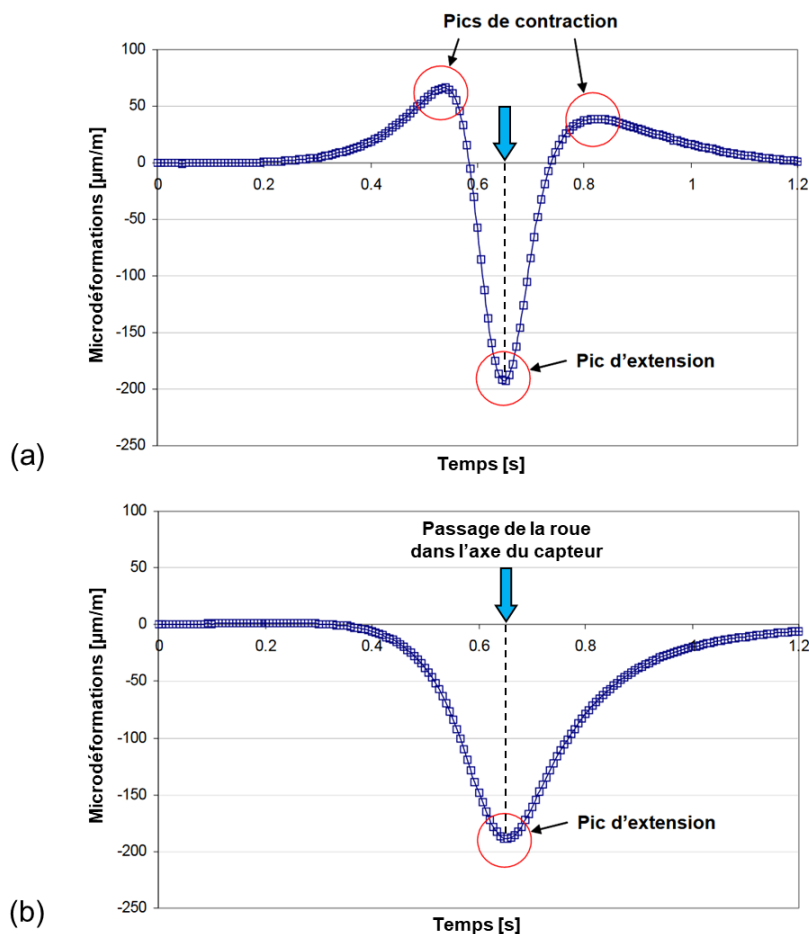 Pics de contraction
100
50
0
0 0.2 0.4 0.6 0.8 1 1.2
-50
-100
-150
-200
-250
Microdéformations [µm/m]
Pic d'extension
(a)
Temps [s]
100
50
0
0 0.2 0.4 0.6 0.8 1.0 1.2
-50
-100
-150
-200
-250
Microdéformations [µm/m]
Passage de la roue
dans l'axe du capteur
Pic d'extension
(b)
Temps [s]